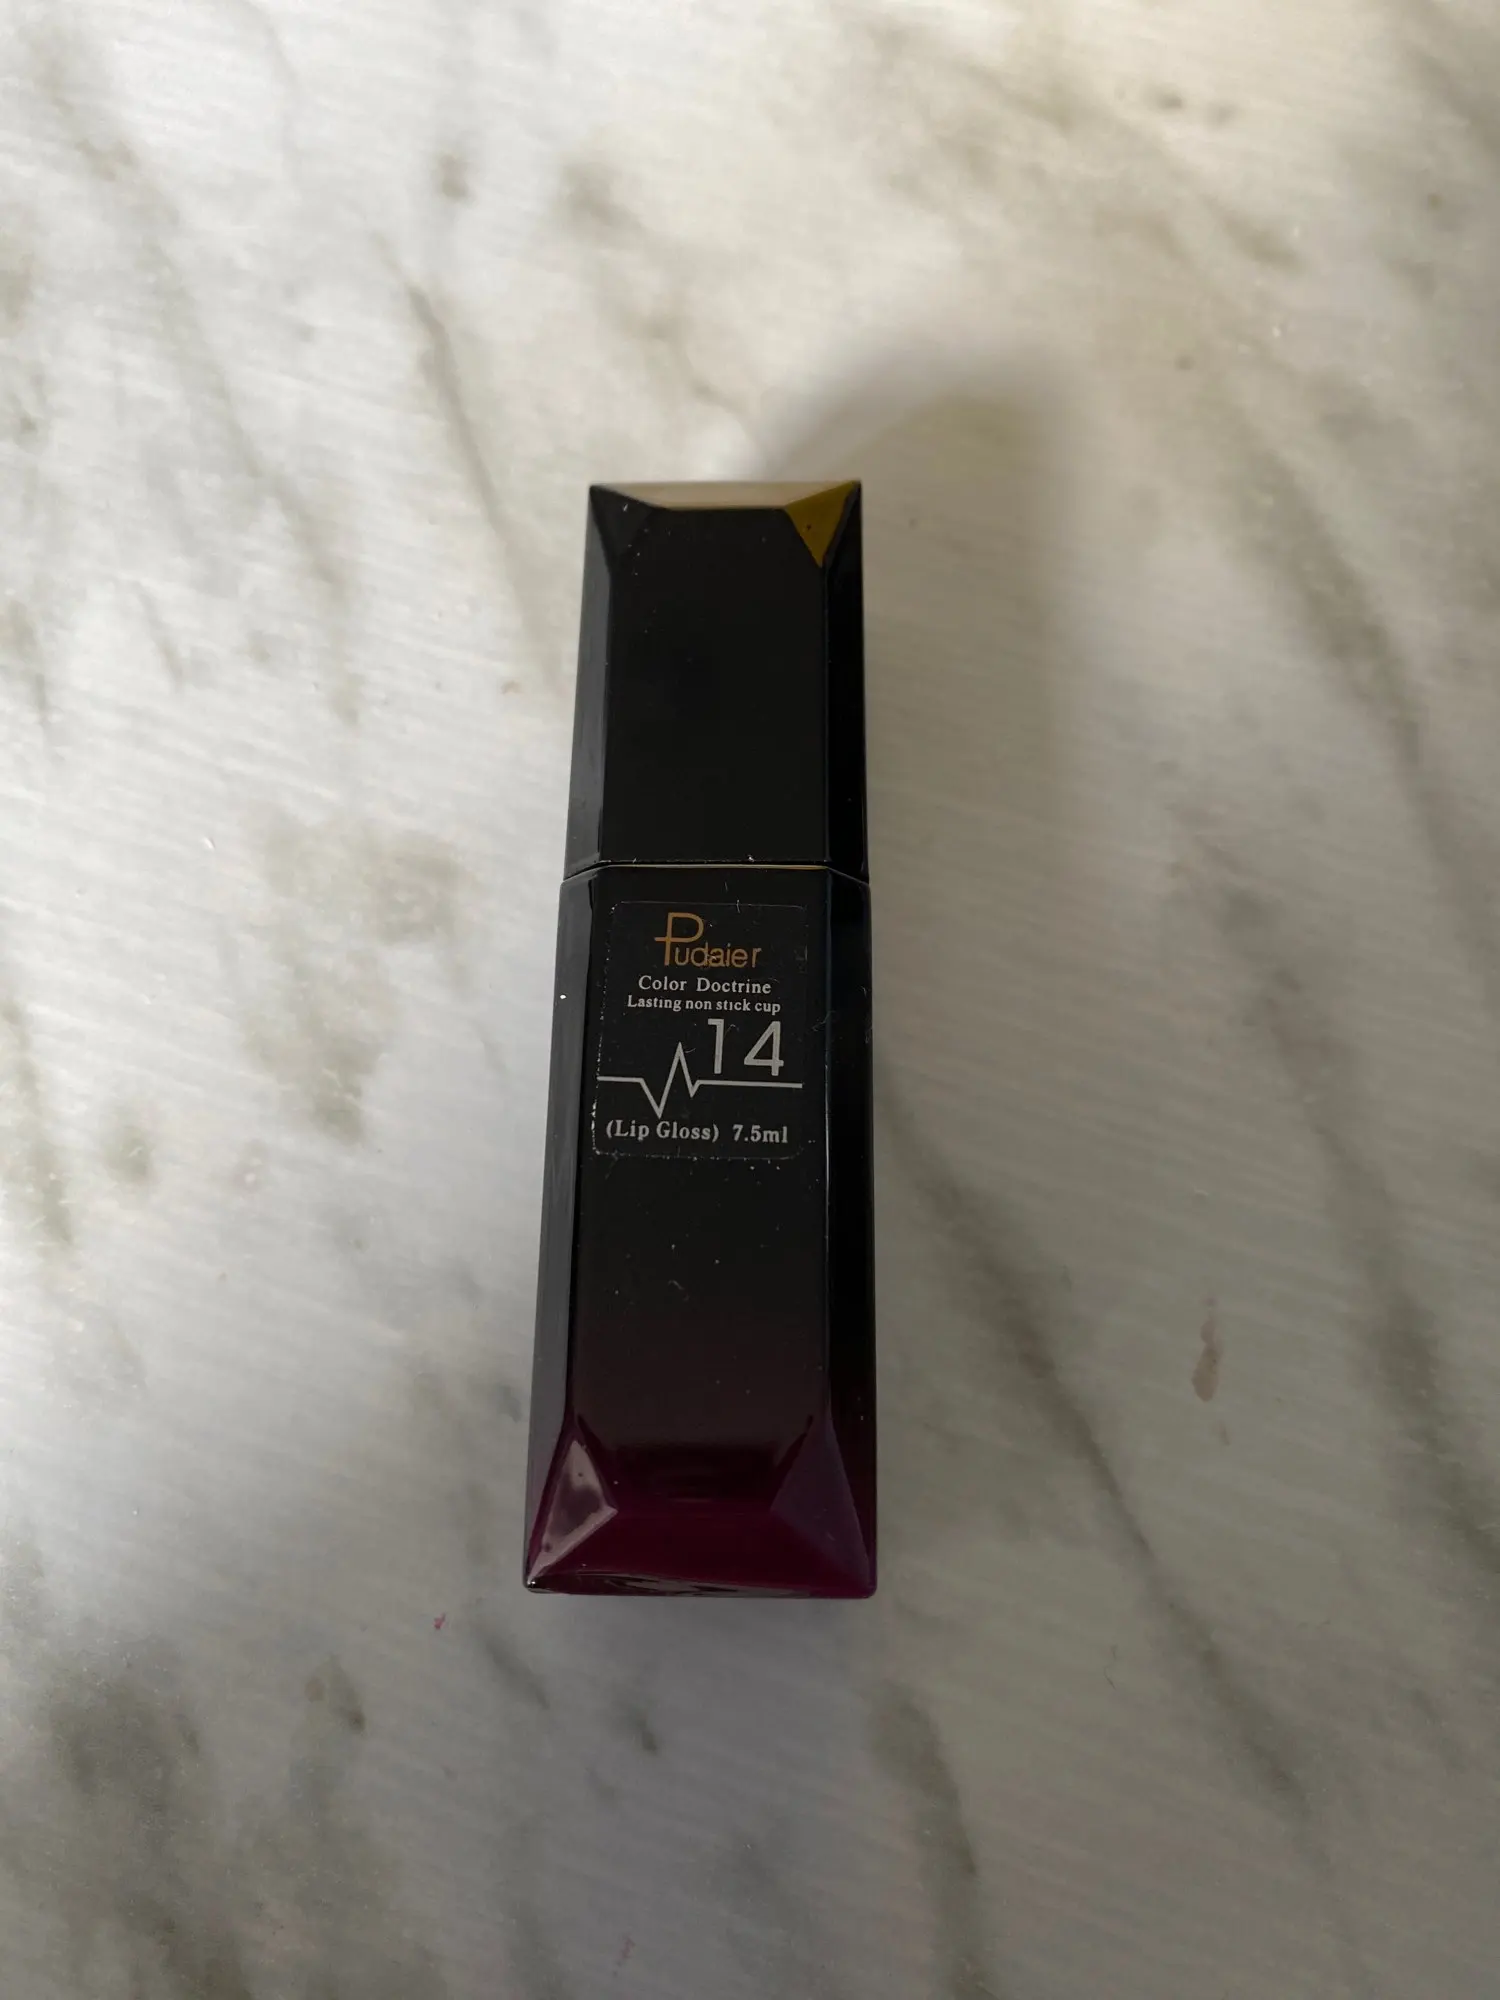 Pudaier
Color Doctrine
Lasting non stick cup
14
(Lip Gloss) 7.5ml